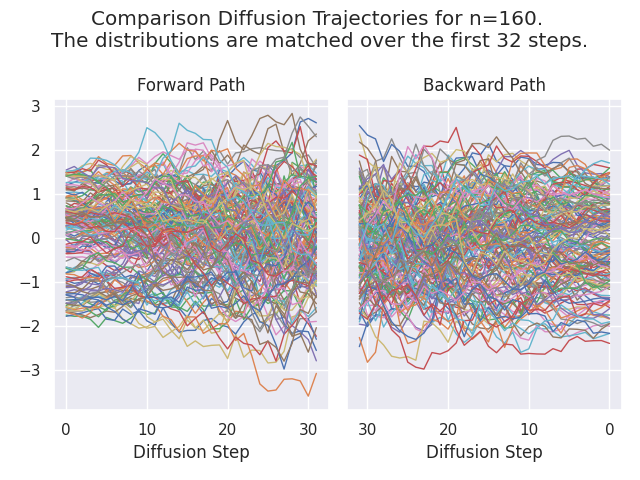 Comparison Diffusion Trajectories for n=160.
The distributions are matched over the first 32 steps.
Forward Path
Backward Path
3
2
1
0
−1
−2
−3
0 10 20 30
30 20 10 0
Diffusion Step
Diffusion Step